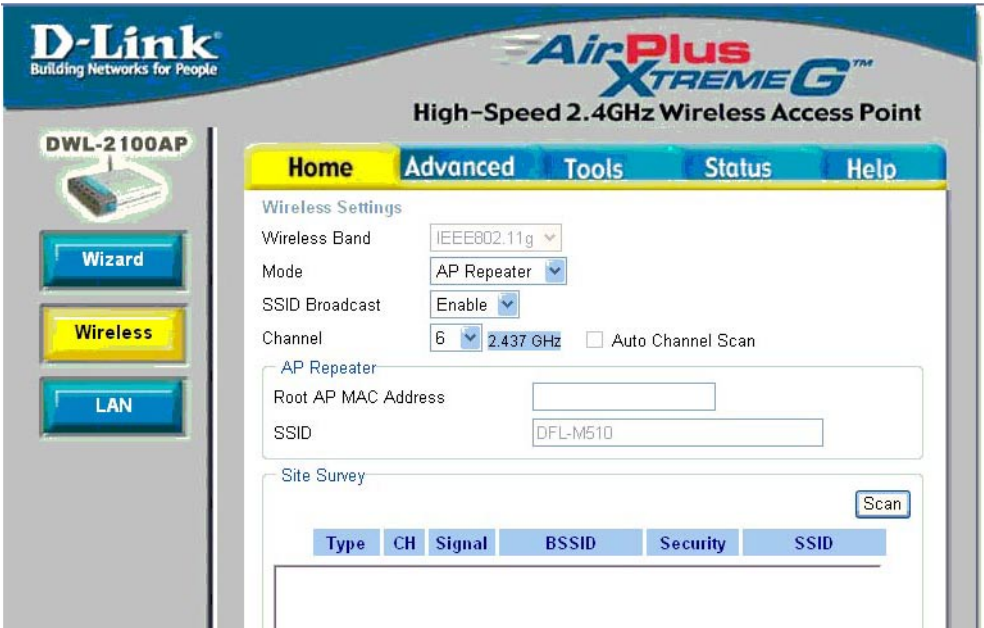 D-Link
Building Networks for People
AirPlus
XTREME G™
High-Speed 2.4GHz Wireless Access Point
DWL-2100AP
Home Advanced Tools Status Help
Wizard
Wireless
LAN
Wireless Settings
Wireless Band IEEE802.11g
Mode AP Repeater
SSID Broadcast Enable
Channel 6 2.437 GHz Auto Channel Scan
AP Repeater
Root AP MAC Address
SSID DFL-M510
Site Survey
Scan
Type CH Signal BSSID Security SSID